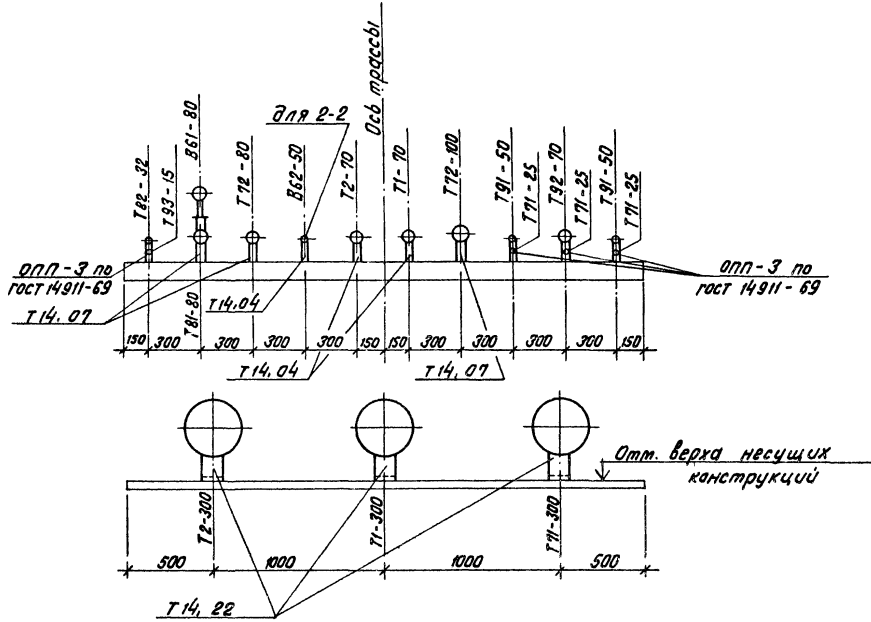 Ось трассы
для 2-2
Т82-32
Т93-15
В61-80
Т72-80
В62-50
Т2-70
Т1-70
Т72-100
Т91-50
Т71-25
Т92-70
Т71-25
Т91-50
Т71-25
ОПП-3 по
гост 14911-69
Т14.07
Т81-80
Т14.04
ОПП-3 по
гост 14911-69
150 300 300 300 300 150 150 300 300 300 300 150
Т14.04
Т14.07
Отм. верха несущих
конструкций
Т2-300
Т1-300
Т71-300
500 1000 1000 500
Т14.22